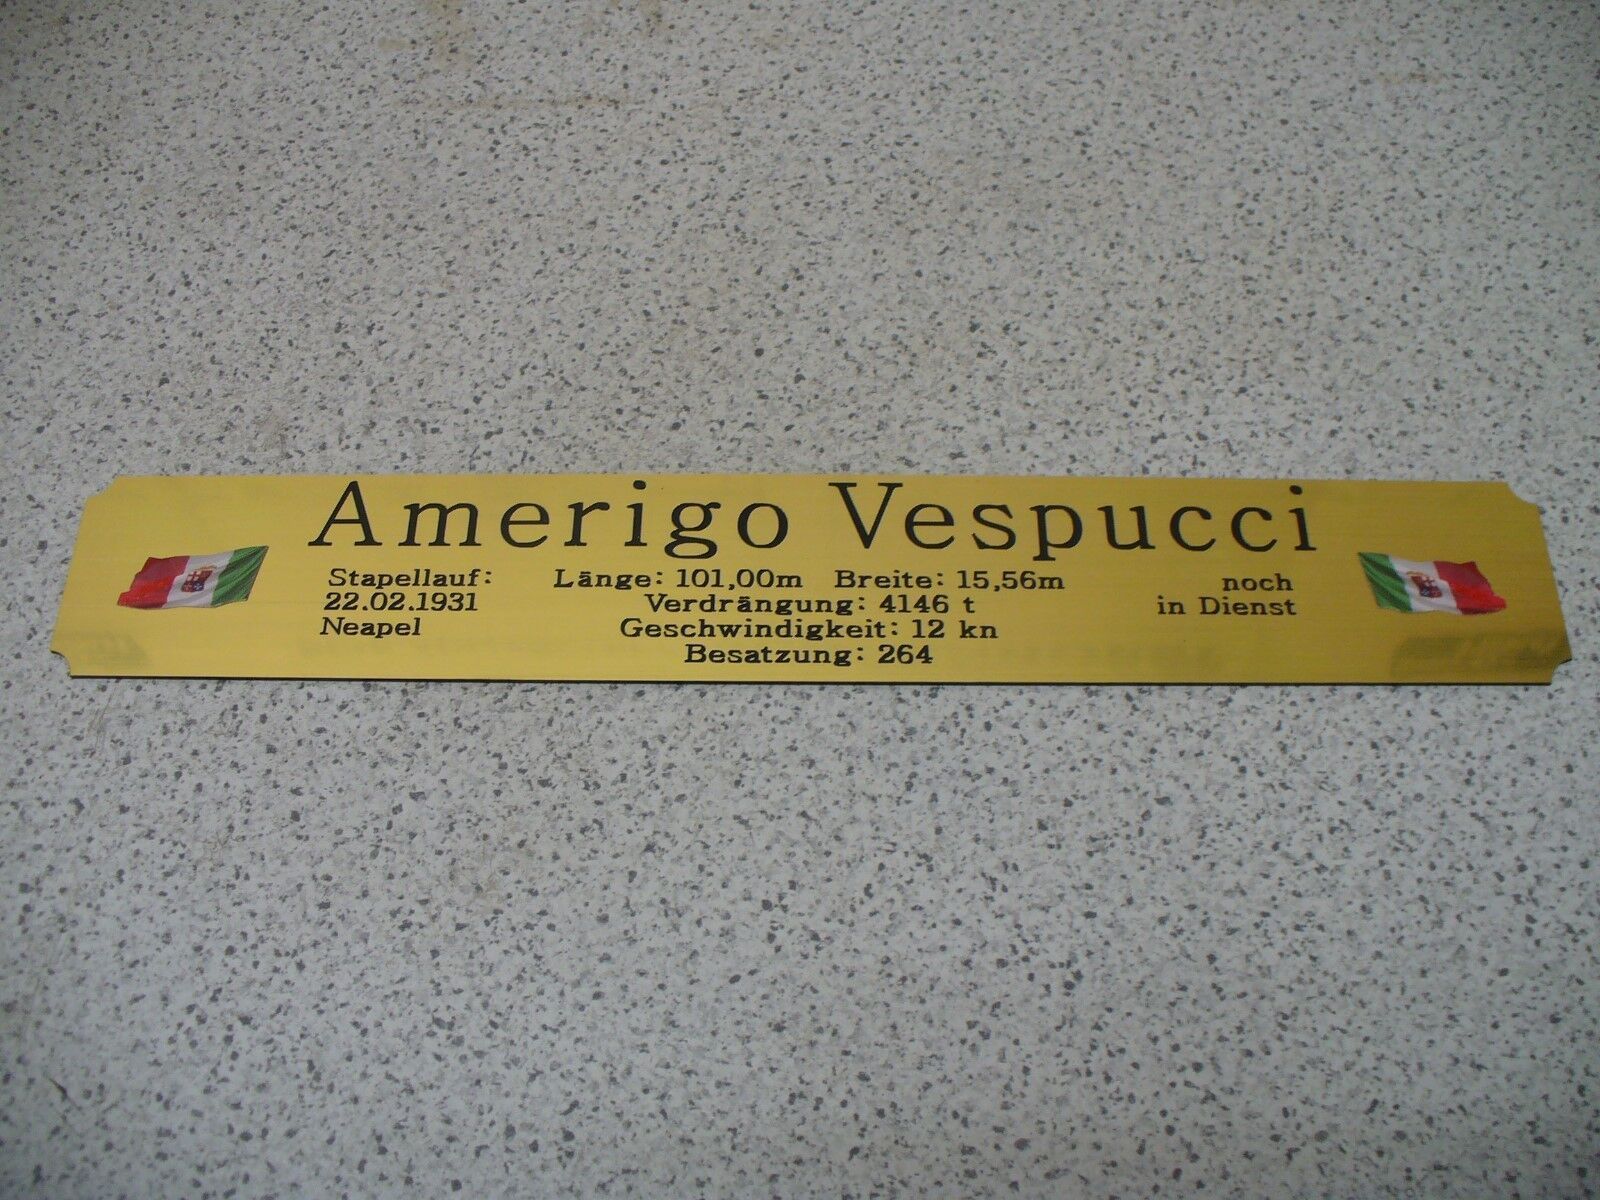 Amerigo Vespucci
Stapellauf:
22.02.1931
Neapel
Länge: 101,00m Breite: 15,56m
Verdrängung: 4146 t
Geschwindigkeit: 12 kn
Besatzung: 264
noch
in Dienst